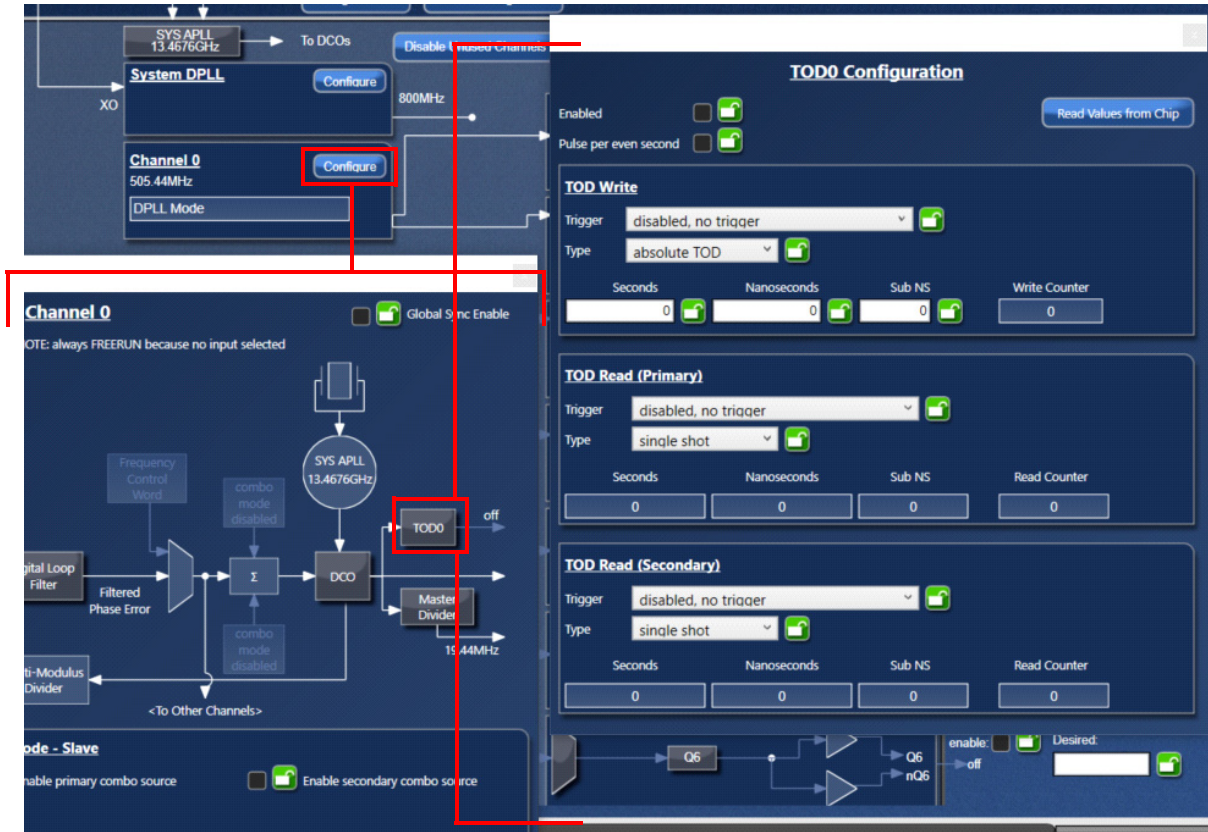 SYS APLL
13.4676GHz
To DCOs
Disable Unused Channels
System DPLL
Configure
XO
800MHz
Channel 0
Configure
505.44MHz
DPLL Mode
Channel 0
Global Sync Enable
OTE: always FREERUN because no input selected
Frequency
Control
Word
combo
mode
disabled
SYS APLL
13.4676GHz
TOD0
off
gital Loop
Filter
Filtered
Phase Error
Σ
DCO
Master
Divider
19.44MHz
combo
mode
disabled
ti-Modulus
Divider
<To Other Channels>
ode - Slave
nable primary combo source
Enable secondary combo source
TOD0 Configuration
Enabled
Read Values from Chip
Pulse per even second
TOD Write
Trigger
disabled, no trigger
Type
absolute TOD
Seconds Nanoseconds Sub NS Write Counter
0 0 0 0
TOD Read (Primary)
Trigger
disabled, no trigger
Type
single shot
Seconds Nanoseconds Sub NS Read Counter
0 0 0 0
TOD Read (Secondary)
Trigger
disabled, no trigger
Type
single shot
Seconds Nanoseconds Sub NS Read Counter
0 0 0 0
Q6
Q6
nQ6
enable:
off
Desired: